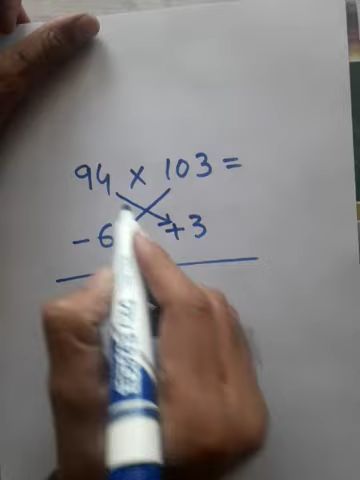 94 x 103 =
- 6 + 3